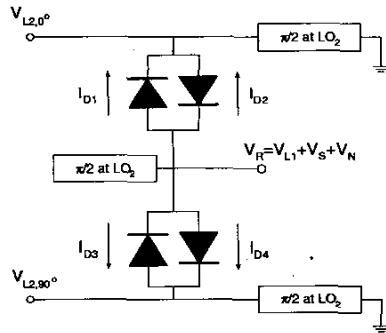 V_{L2,0°}
π/2 at LO₂
I_{D1}
I_{D2}
π/2 at LO₂
V_R=V_{L1}+V_S+V_N
I_{D3}
I_{D4}
V_{L2,90°}
π/2 at LO₂